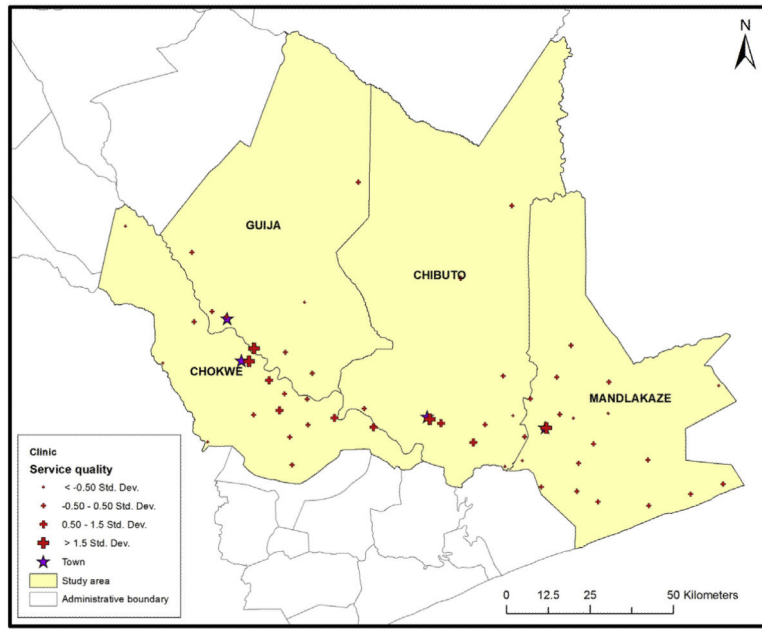 N
GUIJA
CHIBUTO
CHOKWE
MANDLAKAZE
Clinic
Service quality
< -0.50 Std. Dev.
-0.50 - 0.50 Std. Dev.
0.50 - 1.5 Std. Dev.
> 1.5 Std. Dev.
Town
Study area
Administrative boundary
0 12.5 25 50 Kilometers